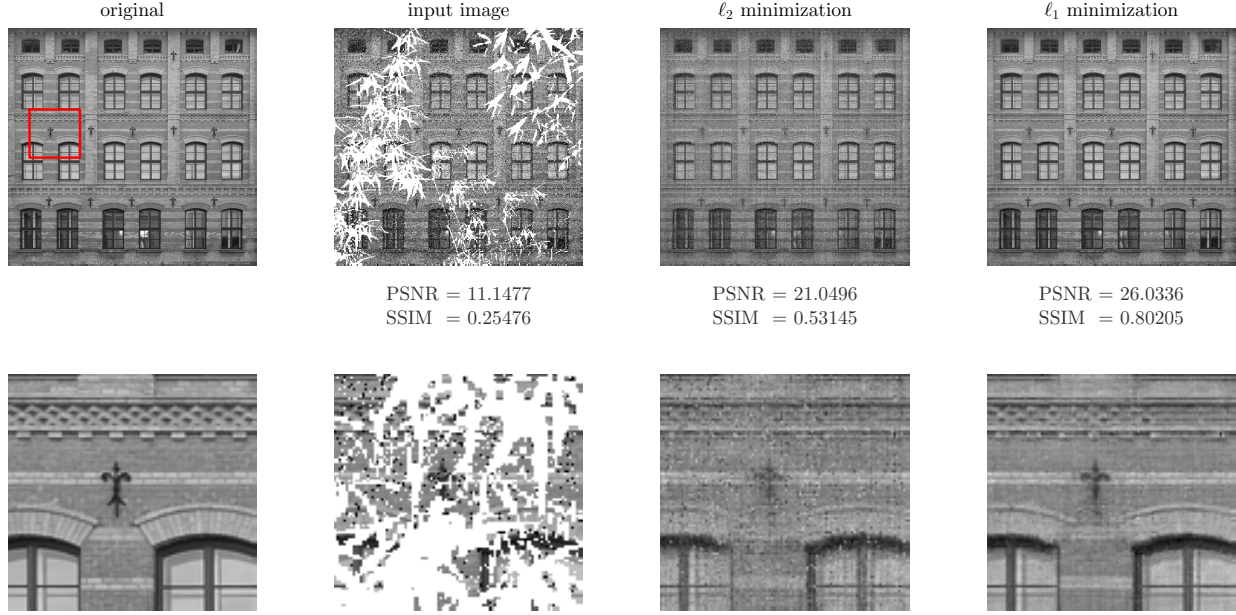 original
input image
ℓ₂ minimization
ℓ₁ minimization
PSNR = 11.1477
SSIM = 0.25476
PSNR = 21.0496
SSIM = 0.53145
PSNR = 26.0336
SSIM = 0.80205